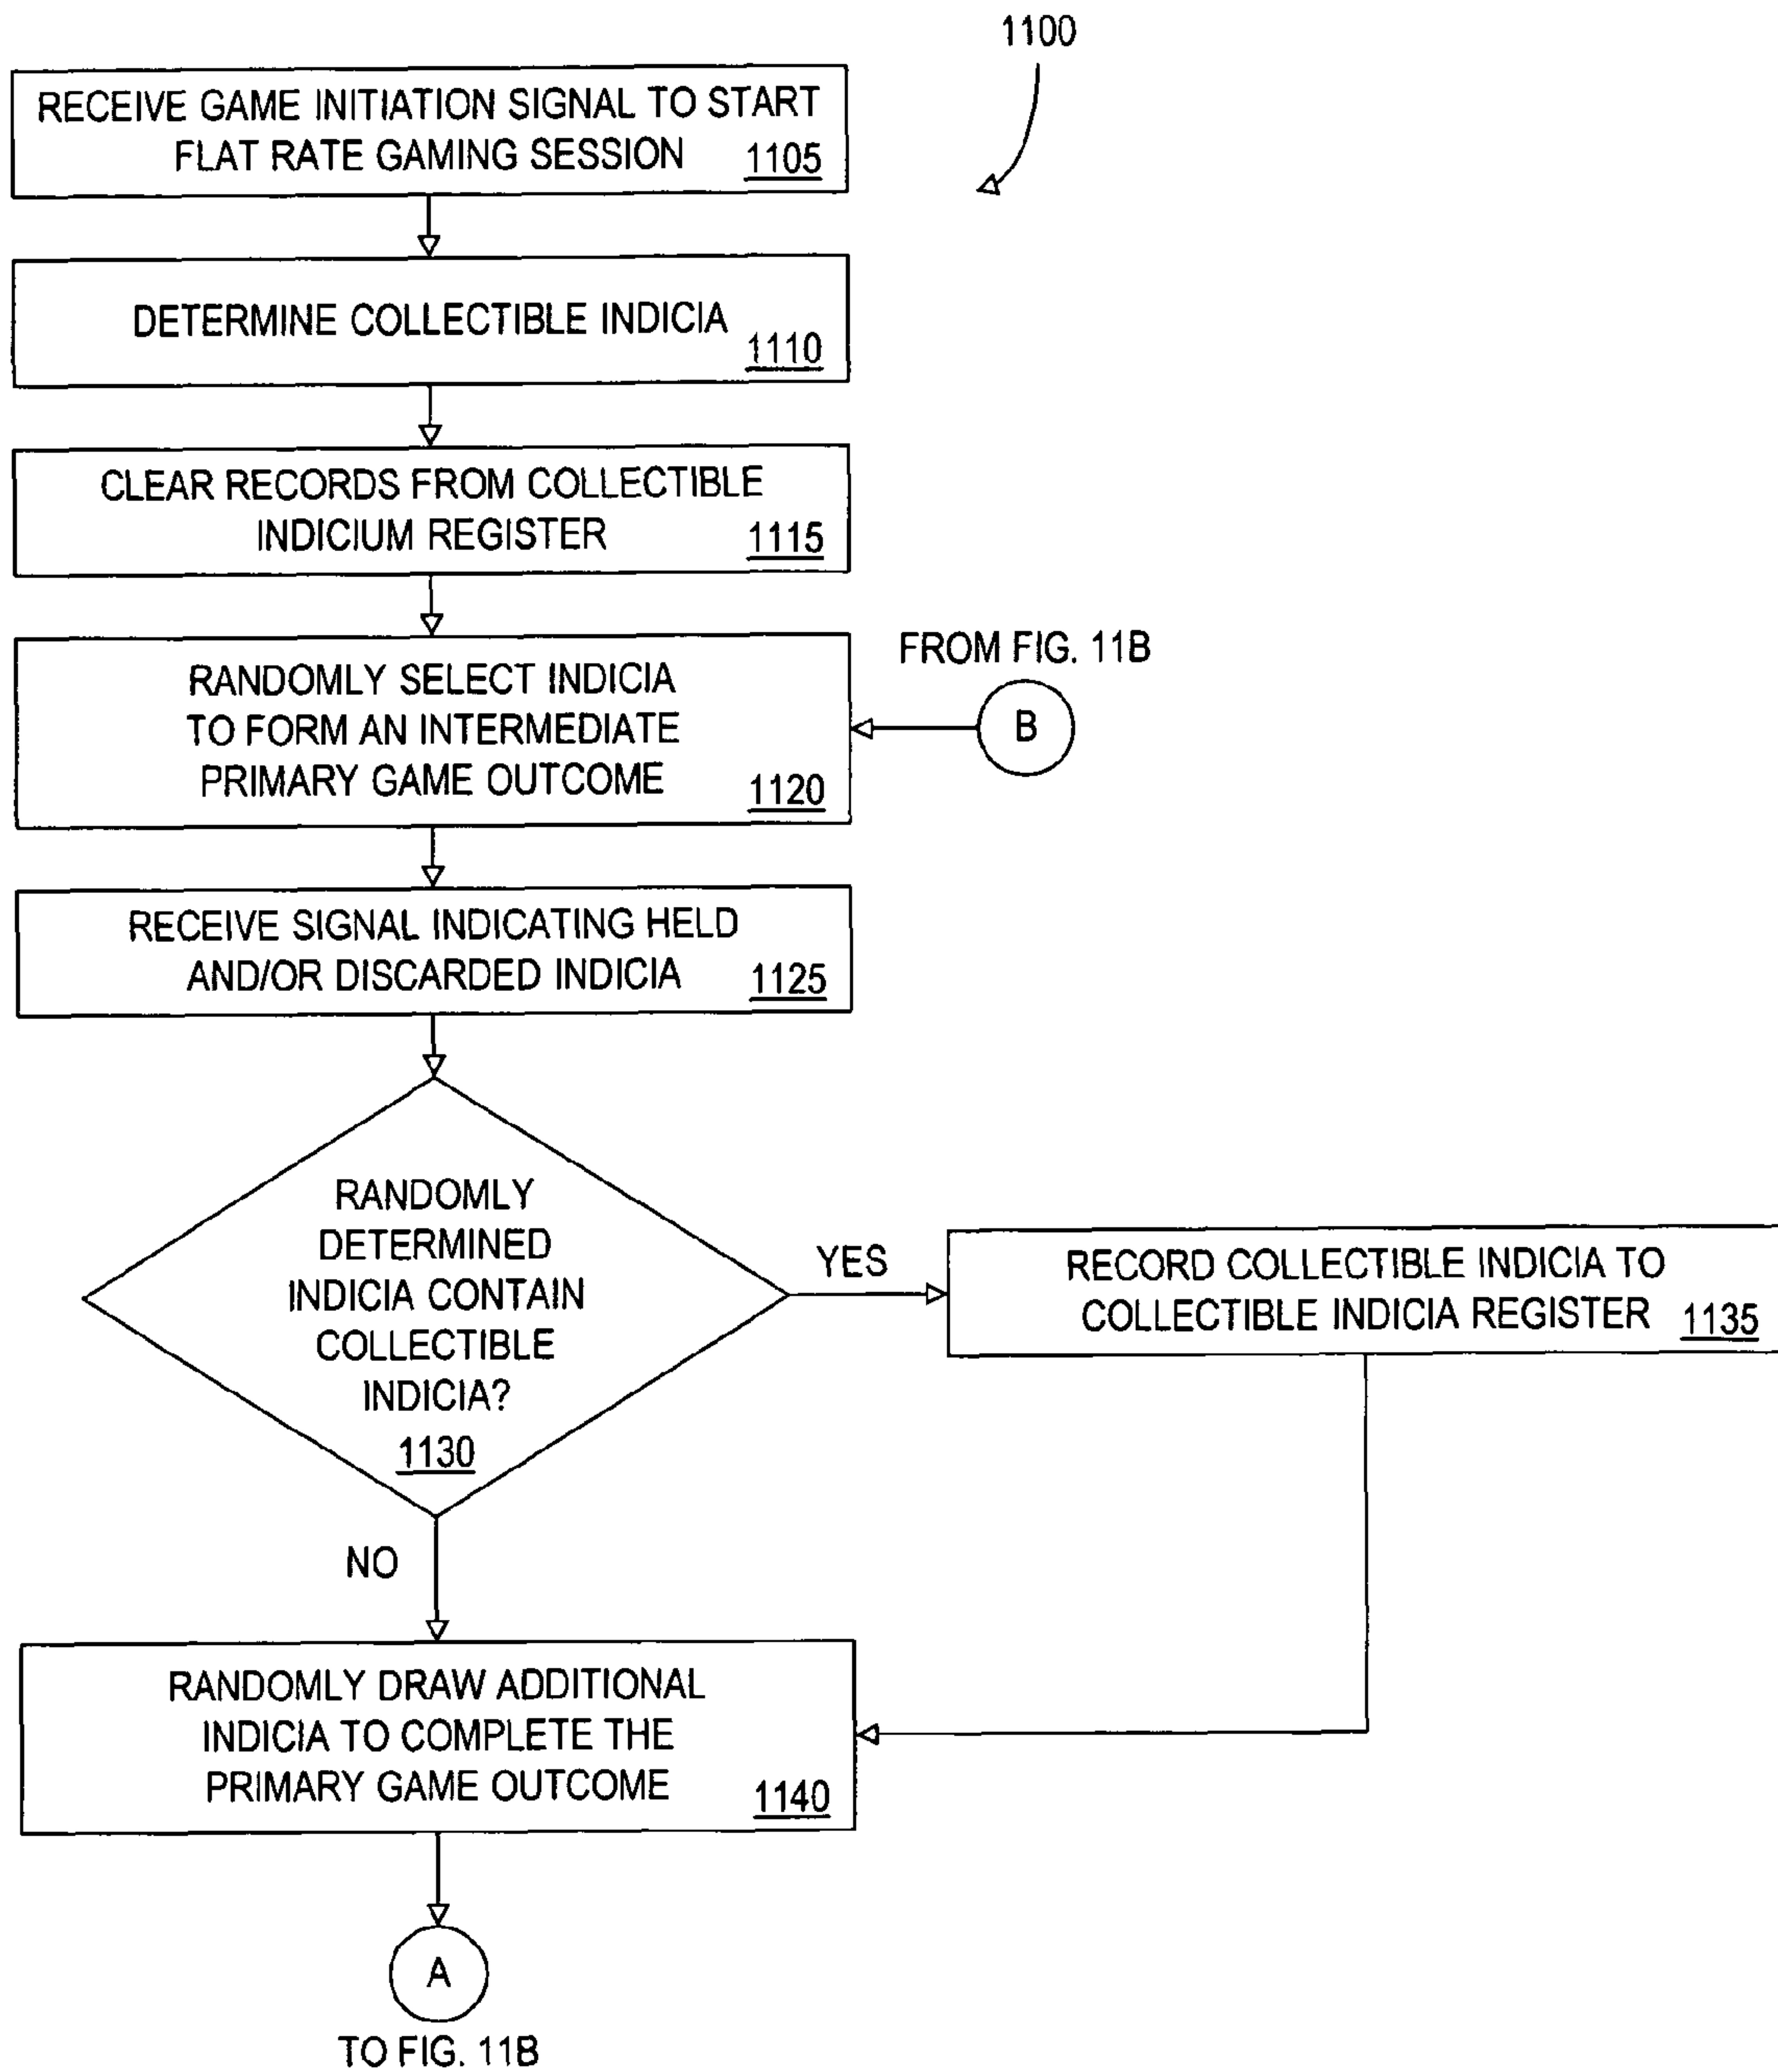 1100
RECEIVE GAME INITIATION SIGNAL TO START
FLAT RATE GAMING SESSION 1105
DETERMINE COLLECTIBLE INDICIA 1110
CLEAR RECORDS FROM COLLECTIBLE
INDICIUM REGISTER 1115
FROM FIG. 11B
B
RANDOMLY SELECT INDICIA
TO FORM AN INTERMEDIATE
PRIMARY GAME OUTCOME 1120
RECEIVE SIGNAL INDICATING HELD
AND/OR DISCARDED INDICIA 1125
RANDOMLY
DETERMINED
INDICIA CONTAIN
COLLECTIBLE
INDICIA?
1130
YES
RECORD COLLECTIBLE INDICIA TO
COLLECTIBLE INDICIA REGISTER 1135
NO
RANDOMLY DRAW ADDITIONAL
INDICIA TO COMPLETE THE
PRIMARY GAME OUTCOME 1140
A
TO FIG. 11B